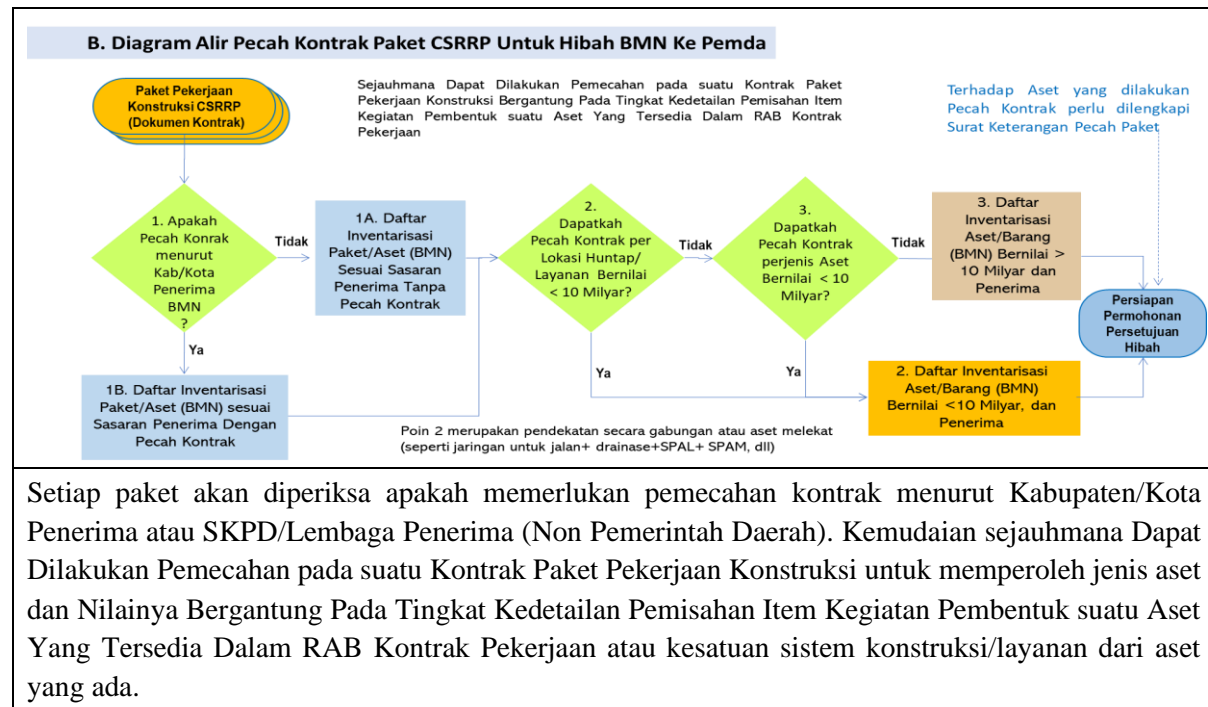 B. Diagram Alir Pecah Kontrak Paket CSRRP Untuk Hibah BMN Ke Pemda
Paket Pekerjaan
Konstruksi CSRRP
(Dokumen Kontrak)
Sejauhmana Dapat Dilakukan Pemecahan pada suatu Kontrak Paket
Pekerjaan Konstruksi Bergantung Pada Tingkat Kedetailan Pemisahan Item
Kegiatan Pembentuk suatu Aset Yang Tersedia Dalam RAB Kontrak
Pekerjaan
Terhadap Aset yang dilakukan
Pecah Kontrak perlu dilengkapi
Surat Keterangan Pecah Paket
1. Apakah
Pecah Konrak
menurut
Kab/Kota
Penerima
BMN
?
Tidak
1A. Daftar
Inventarisasi
Paket/Aset (BMN)
Sesuai Sasaran
Penerima Tanpa
Pecah Kontrak
2.
Dapatkah
Pecah Kontrak per
Lokasi Huntap/
Layanan Bernilai
< 10 Milyar?
Tidak
3.
Dapatkah
Pecah Kontrak
perjenis Aset
Bernilai < 10
Milyar?
Tidak
3. Daftar
Inventarisasi
Aset/Barang
(BMN) Bernilai >
10 Milyar dan
Penerima
Persiapan
Permohonan
Persetujuan
Hibah
Ya
1B. Daftar Inventarisasi
Paket/Aset (BMN) sesuai
Sasaran Penerima Dengan
Pecah Kontrak
Ya
Ya
2. Daftar Inventarisasi
Aset/Barang (BMN)
Bernilai <10 Milyar, dan
Penerima
Poin 2 merupakan pendekatan secara gabungan atau aset melekat
(seperti jaringan untuk jalan+ drainase+SPAL+ SPAM, dll)
Setiap paket akan diperiksa apakah memerlukan pemecahan kontrak menurut Kabupaten/Kota
Penerima atau SKPD/Lembaga Penerima (Non Pemerintah Daerah). Kemudaian sejauhmana Dapat
Dilakukan Pemecahan pada suatu Kontrak Paket Pekerjaan Konstruksi untuk memperoleh jenis aset
dan Nilainya Bergantung Pada Tingkat Kedetailan Pemisahan Item Kegiatan Pembentuk suatu Aset
Yang Tersedia Dalam RAB Kontrak Pekerjaan atau kesatuan sistem konstruksi/layanan dari aset
yang ada.